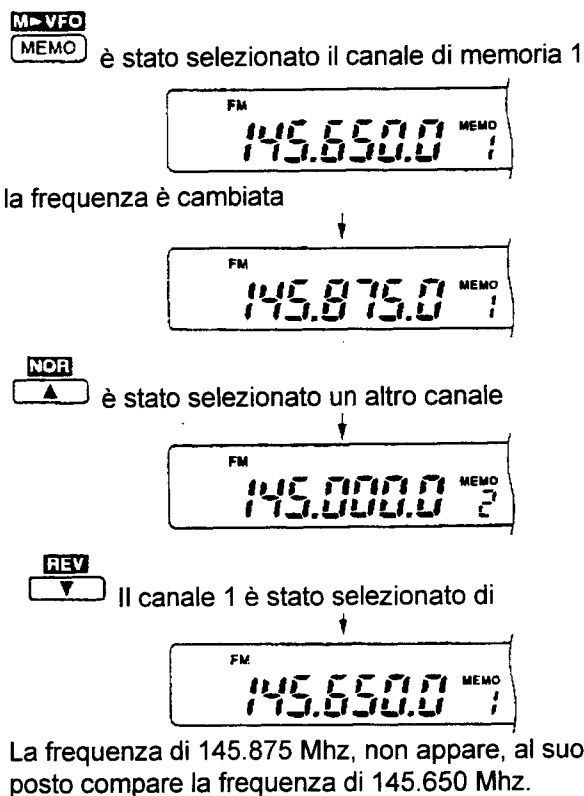 M►VFO
MEMO è stato selezionato il canale di memoria 1
FM
145.650.0 MEMO 1
la frequenza è cambiata
FM
145.875.0 MEMO 1
NOR
▲ è stato selezionato un altro canale
FM
145.000.0 MEMO 2
REV
▼ Il canale 1 è stato selezionato di
FM
145.650.0 MEMO 1
La frequenza di 145.875 Mhz, non appare, al suo
posto compare la frequenza di 145.650 Mhz.